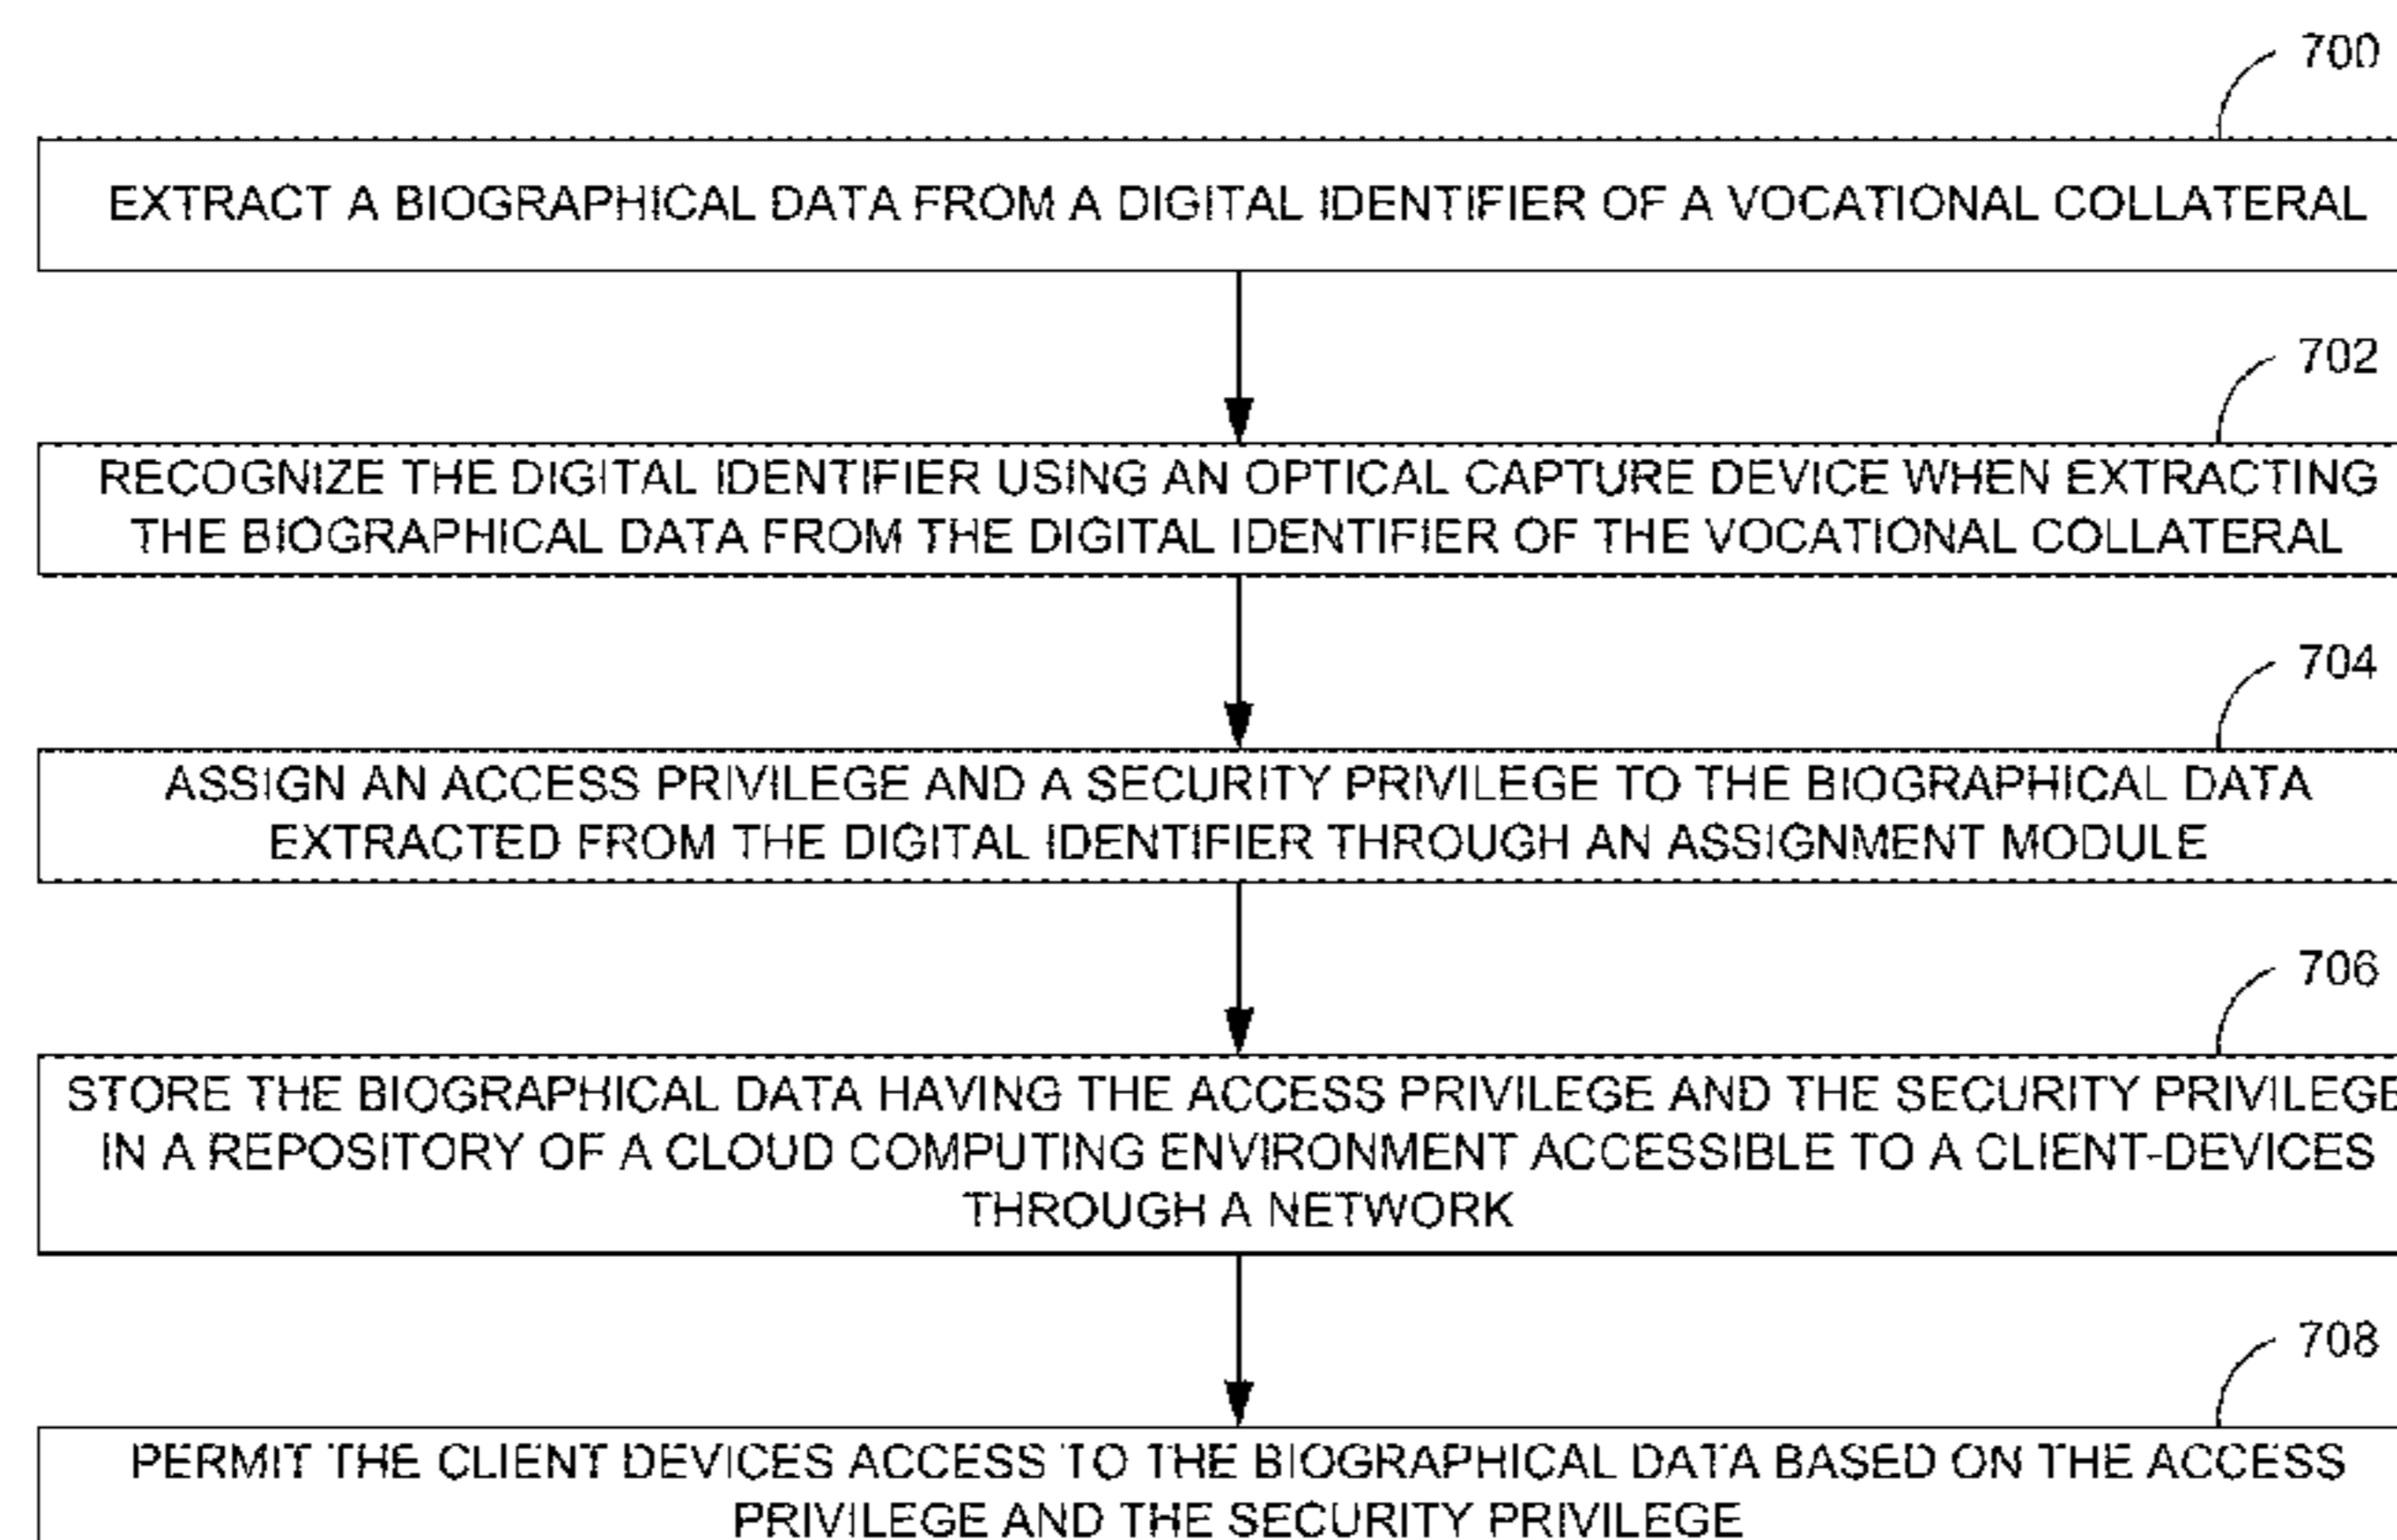 700
EXTRACT A BIOGRAPHICAL DATA FROM A DIGITAL IDENTIFIER OF A VOCATIONAL COLLATERAL
702
RECOGNIZE THE DIGITAL IDENTIFIER USING AN OPTICAL CAPTURE DEVICE WHEN EXTRACTING
THE BIOGRAPHICAL DATA FROM THE DIGITAL IDENTIFIER OF THE VOCATIONAL COLLATERAL
704
ASSIGN AN ACCESS PRIVILEGE AND A SECURITY PRIVILEGE TO THE BIOGRAPHICAL DATA
EXTRACTED FROM THE DIGITAL IDENTIFIER THROUGH AN ASSIGNMENT MODULE
706
STORE THE BIOGRAPHICAL DATA HAVING THE ACCESS PRIVILEGE AND THE SECURITY PRIVILEGE
IN A REPOSITORY OF A CLOUD COMPUTING ENVIRONMENT ACCESSIBLE TO A CLIENT-DEVICES
THROUGH A NETWORK
708
PERMIT THE CLIENT DEVICES ACCESS TO THE BIOGRAPHICAL DATA BASED ON THE ACCESS
PRIVILEGE AND THE SECURITY PRIVILEGE